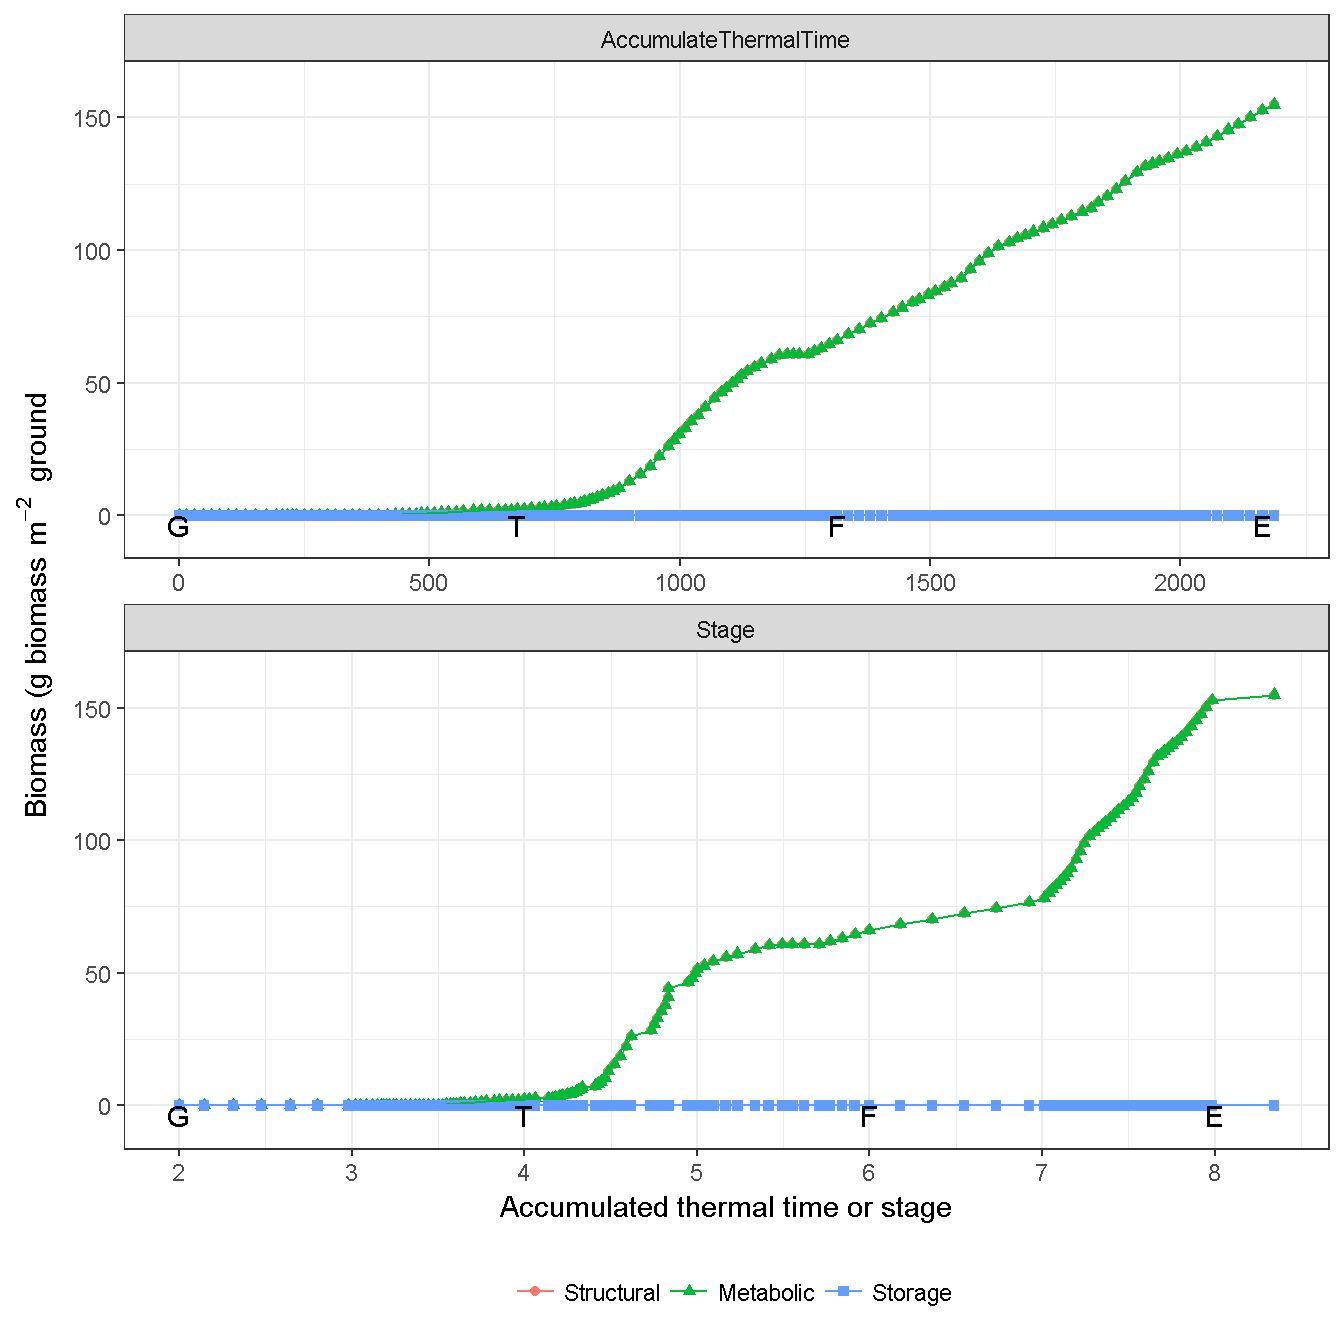 AccumulateThermalTime
150
100
50
0
G T F E
0 500 1000 1500 2000
Biomass (g biomass m⁻² ground
Stage
150
100
50
0
G T F E
2 3 4 5 6 7 8
Accumulated thermal time or stage
Structural Metabolic Storage